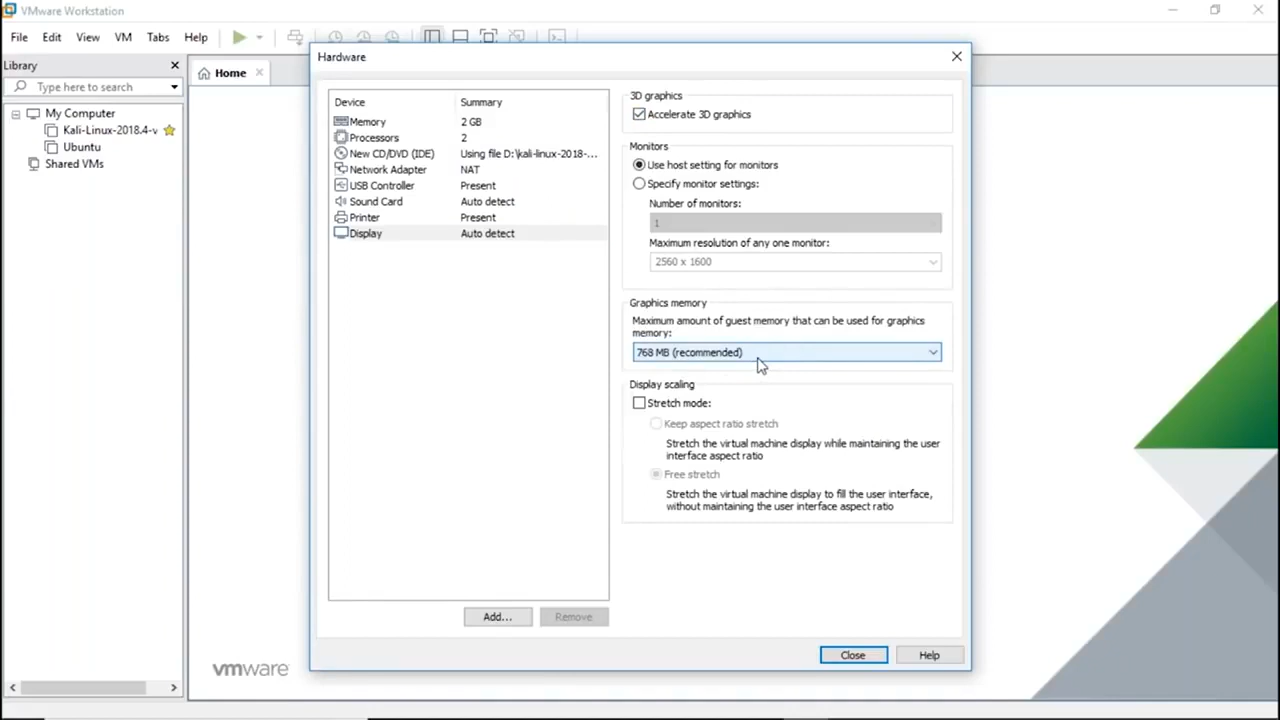 VMware Workstation
File Edit View VM Tabs Help
Library
Type here to search
My Computer
Kali-Linux-2018.4-v
Ubuntu
Shared VMs
Home
vmware
Hardware
Device Summary
Memory 2 GB
Processors 2
New CD/DVD (IDE) Using file D:\kali-linux-2018-...
Network Adapter NAT
USB Controller Present
Sound Card Auto detect
Printer Present
Display Auto detect
Add... Remove
3D graphics
Accelerate 3D graphics
Monitors
Use host setting for monitors
Specify monitor settings:
Number of monitors:
1
Maximum resolution of any one monitor:
2560 x 1600
Graphics memory
Maximum amount of guest memory that can be used for graphics
memory:
768 MB (recommended)
Display scaling
Stretch mode:
Keep aspect ratio stretch
Stretch the virtual machine display while maintaining the user
interface aspect ratio
Free stretch
Stretch the virtual machine display to fill the user interface,
without maintaining the user interface aspect ratio
Close Help